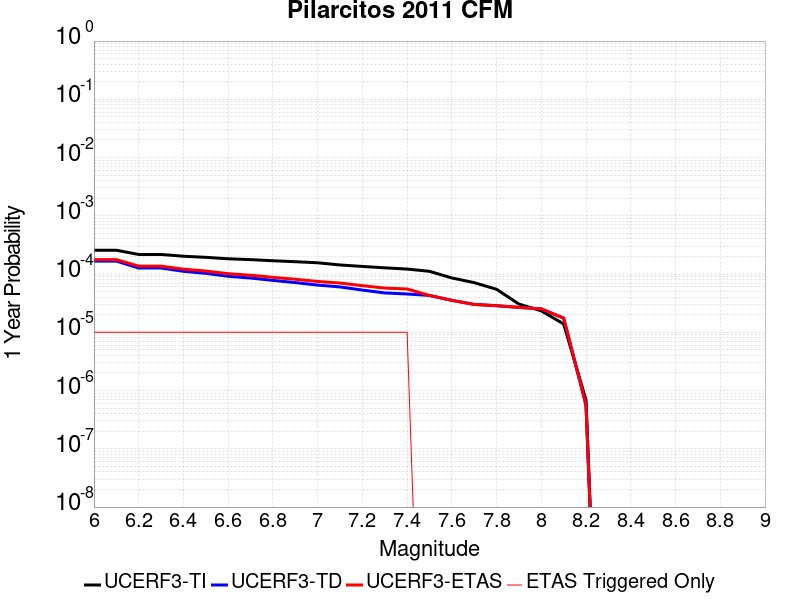 Pilarcitos 2011 CFM
10^0
10^-1
10^-2
10^-3
10^-4
10^-5
10^-6
10^-7
10^-8
1 Year Probability
6 6.2 6.4 6.6 6.8 7 7.2 7.4 7.6 7.8 8 8.2 8.4 8.6 8.8 9
Magnitude
UCERF3-TI UCERF3-TD UCERF3-ETAS ETAS Triggered Only